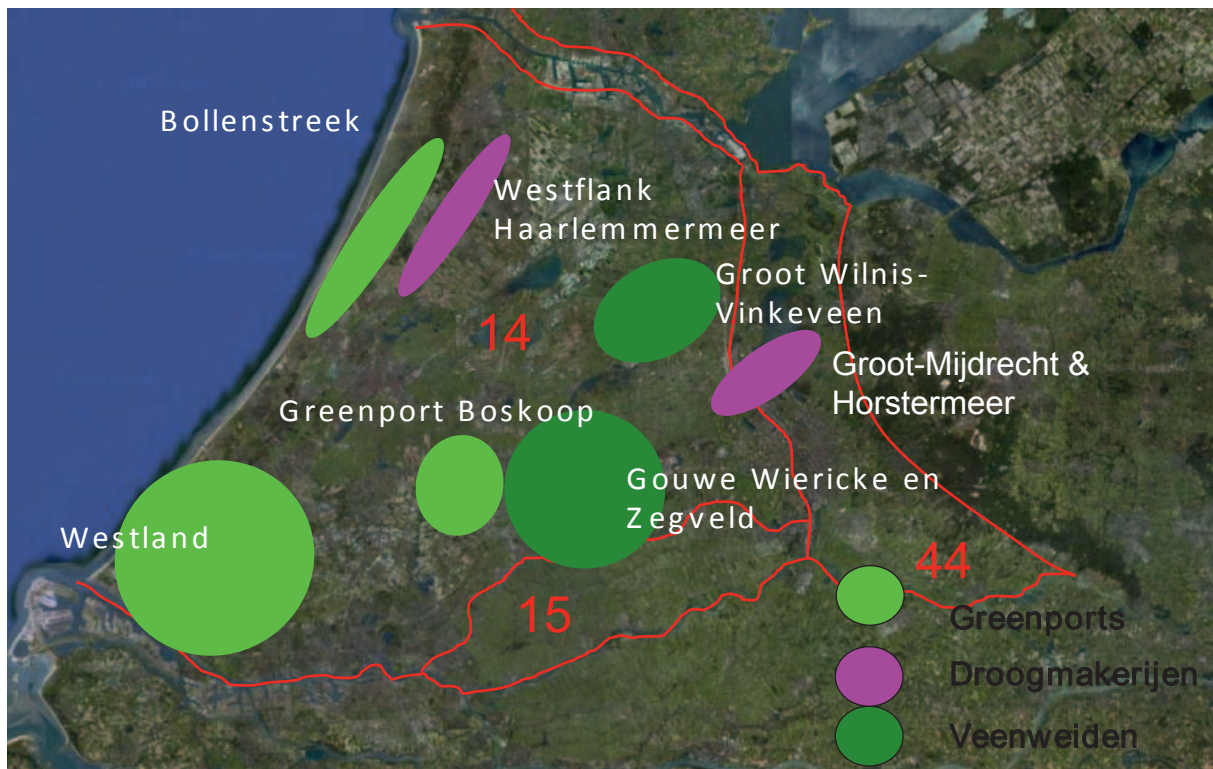 Bollenstreek
Westflank
Haarlemmermeer
Groot Wilnis-
Vinkeveen
14
Groot-Mijdrecht &
Horstermeer
Greenport Boskoop
Gouwe Wiericke en
Zegveld
Westland
44
15
Greenports
Droogmakerijen
Veenweiden